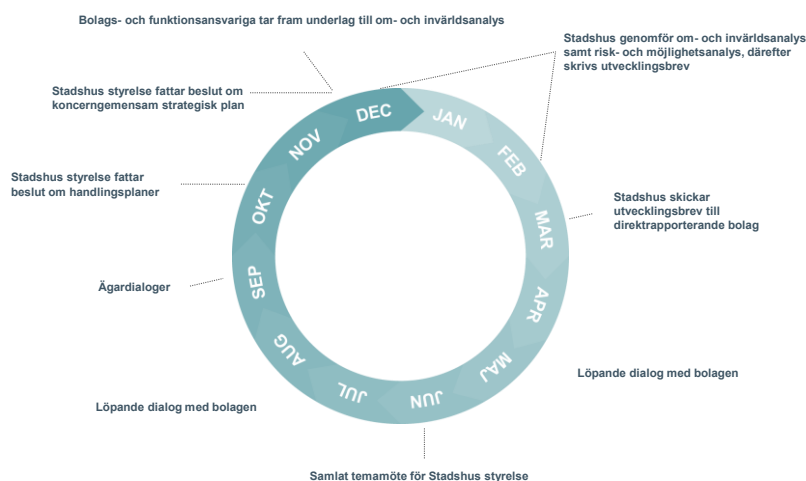 Bolags- och funktionsansvariga tar fram underlag till om- och invärldsanalys
Stadshus genomför om- och invärldsanalys
samt risk- och möjlighetsanalys, därefter
skrivs utvecklingsbrev
Stadshus styrelse fattar beslut om
koncerngemensam strategisk plan
Stadshus styrelse fattar
beslut om handlingsplaner
Stadshus skickar
utvecklingsbrev till
direktrapporterande bolag
Ägardialoger
Löpande dialog med bolagen
Löpande dialog med bolagen
Samlat temamöte för Stadshus styrelse
JAN
FEB
MAR
APR
MAJ
JUN
JUL
AUG
SEP
OKT
NOV
DEC